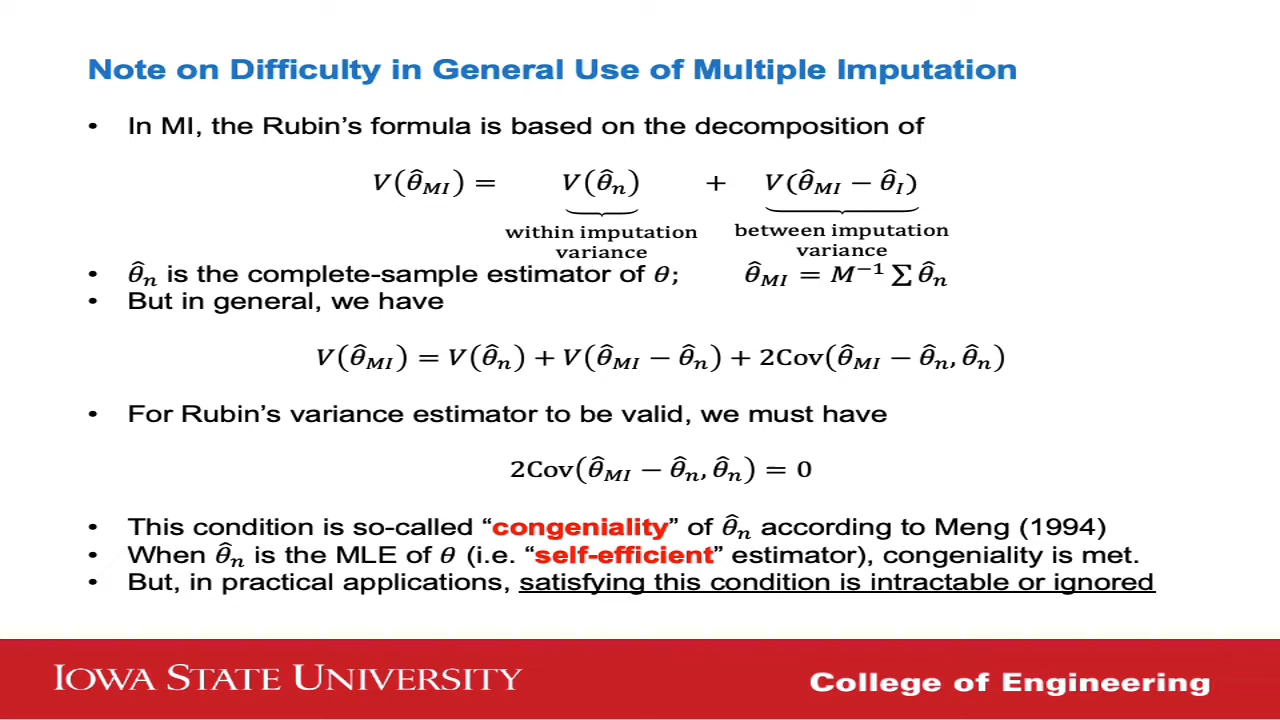 Note on Difficulty in General Use of Multiple Imputation
• In MI, the Rubin's formula is based on the decomposition of
V(θ̂_MI) = V(θ̂_n) + V(θ̂_MI − θ̂_I)
within imputation variance
between imputation variance
• θ̂_n is the complete-sample estimator of θ; θ̂_MI = M⁻¹ ∑ θ̂_n
• But in general, we have
V(θ̂_MI) = V(θ̂_n) + V(θ̂_MI − θ̂_n) + 2Cov(θ̂_MI − θ̂_n, θ̂_n)
• For Rubin's variance estimator to be valid, we must have
2Cov(θ̂_MI − θ̂_n, θ̂_n) = 0
• This condition is so-called “congeniality” of θ̂_n according to Meng (1994)
• When θ̂_n is the MLE of θ (i.e. “self-efficient” estimator), congeniality is met.
• But, in practical applications, satisfying this condition is intractable or ignored
IOWA STATE UNIVERSITY
College of Engineering